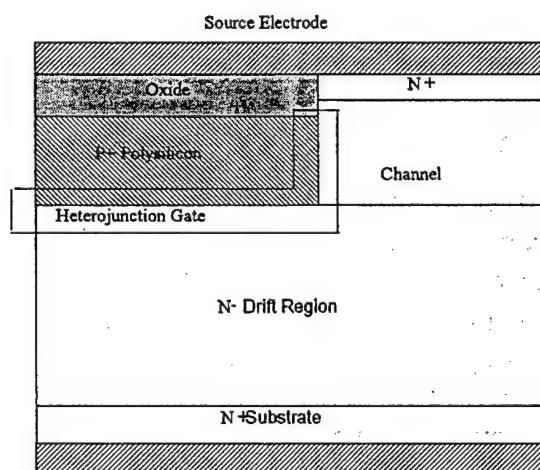 Source Electrode
Oxide
N+
P+ Polysilicon
Channel
Heterojunction Gate
N- Drift Region
N+Substrate